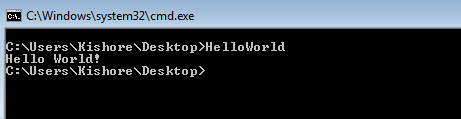 C:\Windows\system32\cmd.exe
C:\Users\Kishore\Desktop>HelloWorld
Hello World!
C:\Users\Kishore\Desktop>